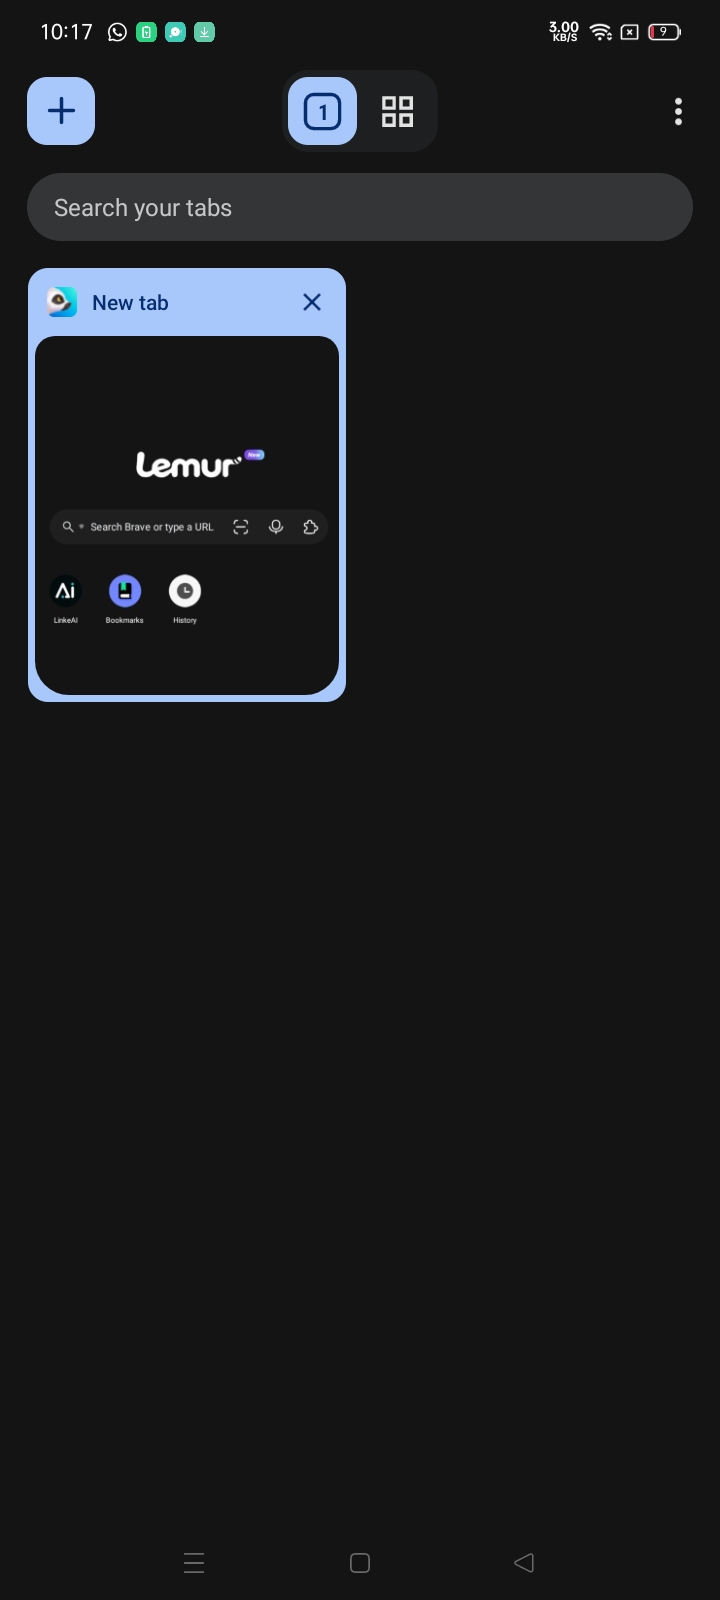 10:17
3.00
KB/S
9
1
Search your tabs
New tab
Lemur
New
Search Brave or type a URL
Ai
LinkeAI
Bookmarks
History